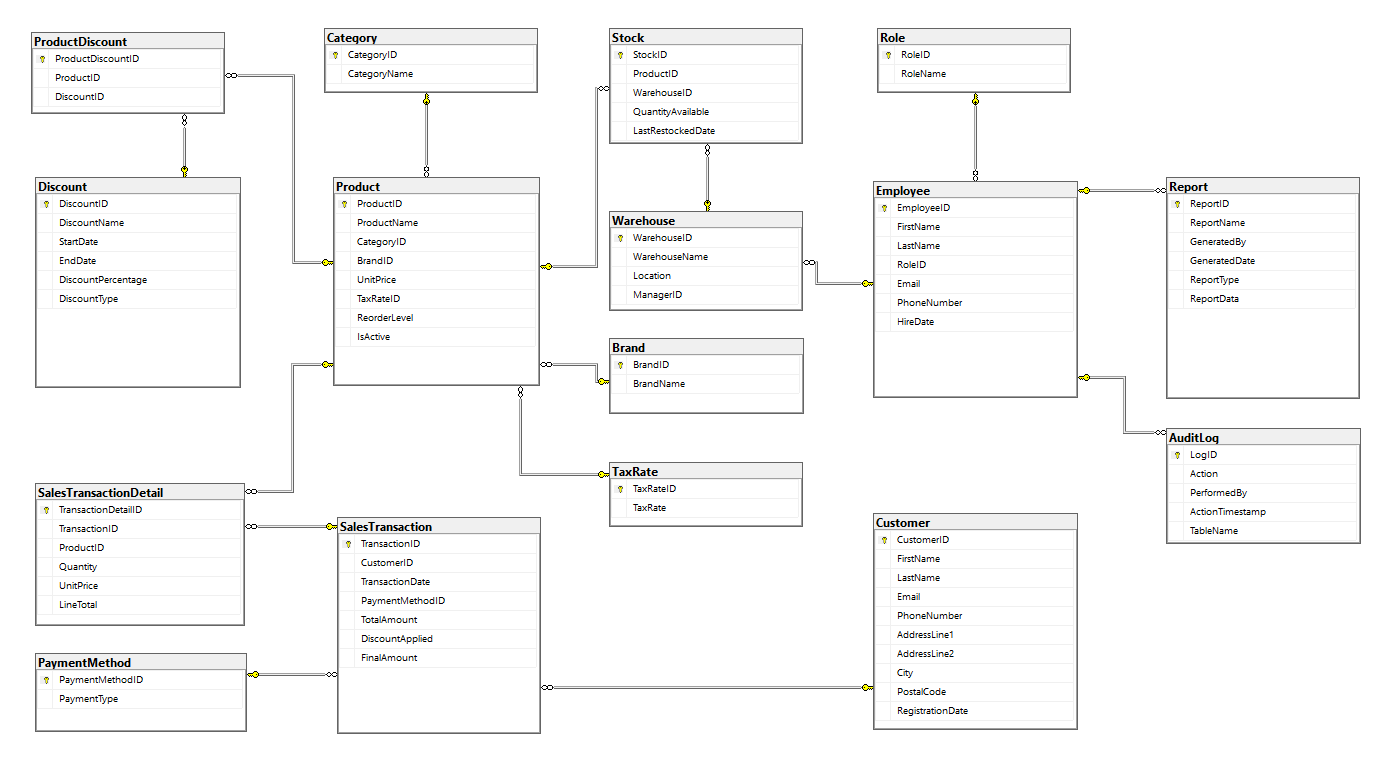 ProductDiscount
ProductDiscountID
ProductID
DiscountID
Category
CategoryID
CategoryName
Stock
StockID
ProductID
WarehouseID
QuantityAvailable
LastRestockedDate
Role
RoleID
RoleName
Discount
DiscountID
DiscountName
StartDate
EndDate
DiscountPercentage
DiscountType
Product
ProductID
ProductName
CategoryID
BrandID
UnitPrice
TaxRateID
ReorderLevel
IsActive
Warehouse
WarehouseID
WarehouseName
Location
ManagerID
Employee
EmployeeID
FirstName
LastName
RoleID
Email
PhoneNumber
HireDate
Report
ReportID
ReportName
GeneratedBy
GeneratedDate
ReportType
ReportData
Brand
BrandID
BrandName
AuditLog
LogID
Action
PerformedBy
ActionTimestamp
TableName
TaxRate
TaxRateID
TaxRate
SalesTransactionDetail
TransactionDetailID
TransactionID
ProductID
Quantity
UnitPrice
LineTotal
SalesTransaction
TransactionID
CustomerID
TransactionDate
PaymentMethodID
TotalAmount
DiscountApplied
FinalAmount
Customer
CustomerID
FirstName
LastName
Email
PhoneNumber
AddressLine1
AddressLine2
City
PostalCode
RegistrationDate
PaymentMethod
PaymentMethodID
PaymentType